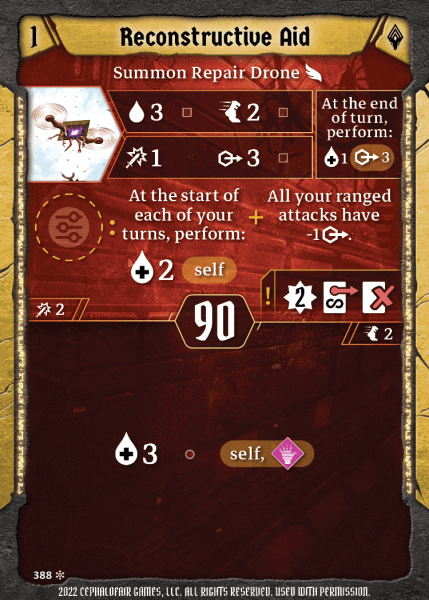 1
Reconstructive Aid
Summon Repair Drone
3
2
1
3
At the end
of turn,
perform:
1 3
At the start of
each of your
turns, perform:
2 self
:
+
All your ranged
attacks have
-1.
! 2
2
90
2
3
self,
388
2022 CEPHALOFAIR GAMES, LLC. ALL RIGHTS RESERVED. USED WITH PERMISSION.